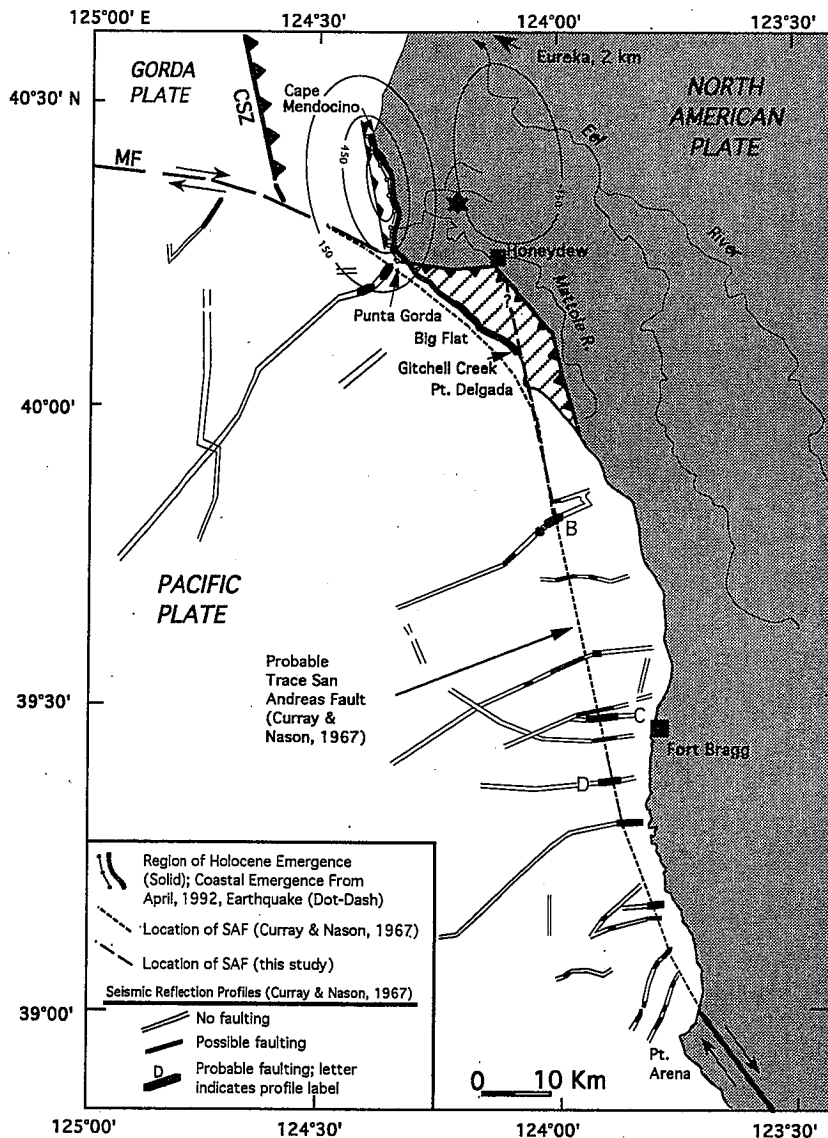 125°00' E
124°30'
124°00'
123°30'
GORDA
PLATE
CSZ
Cape
Mendocino
Eureka, 2 km
NORTH
AMERICAN
PLATE
40°30' N
Eel
River
MF
450
150
Honeydew
Mattole R.
?
Punta Gorda
Big Flat
Gitchell Creek
Pt. Delgada
40°00'
B
PACIFIC
PLATE
Probable
Trace San
Andreas Fault
(Curray &
Nason, 1967)
39°30'
C
Fort Bragg
D
Region of Holocene Emergence
(Solid); Coastal Emergence From
April, 1992, Earthquake (Dot-Dash)
Location of SAF (Curray & Nason, 1967)
Location of SAF (this study)
Seismic Reflection Profiles (Curray & Nason, 1967)
No faulting
Possible faulting
D
Probable faulting; letter
indicates profile label
39°00'
Pt.
Arena
0 10 Km
125°00'
124°30'
124°00'
123°30'